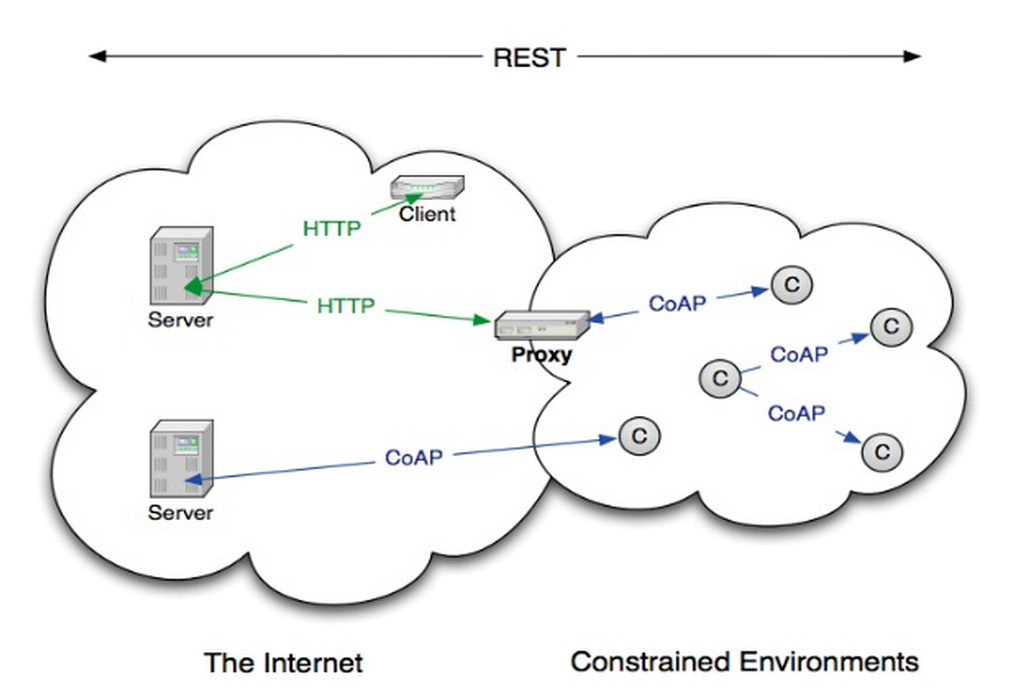 REST
Client
HTTP
Server
HTTP
CoAP
C
C
Proxy
CoAP
C
CoAP
C
C
CoAP
Server
The Internet
Constrained Environments